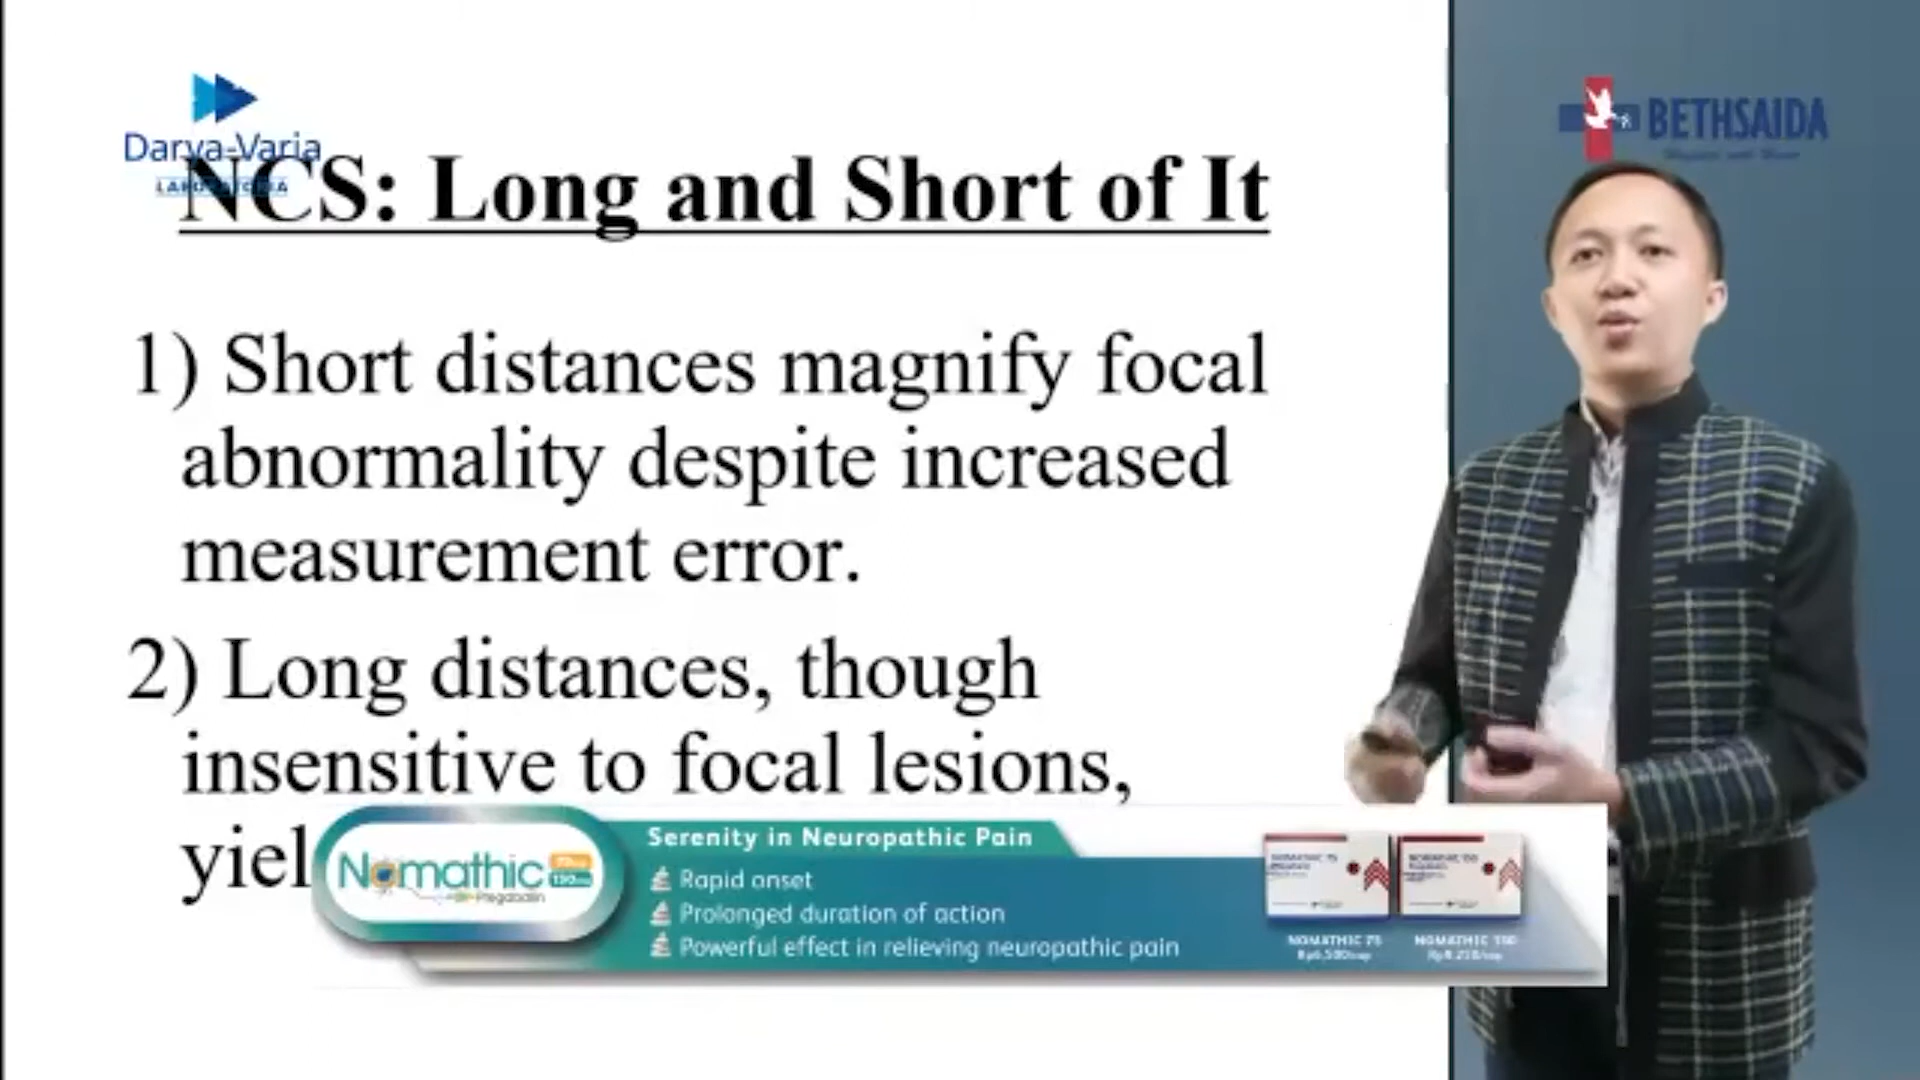 Darya-Varia
LABORATORIA
BETHSAIDA
NCS: Long and Short of It
1) Short distances magnify focal
abnormality despite increased
measurement error.
2) Long distances, though
insensitive to focal lesions,
yiel
Serenity in Neuropathic Pain
Nomathic
Pregabalin
Rapid onset
Prolonged duration of action
Powerful effect in relieving neuropathic pain
NOMATHIC 75
NOMATHIC 150